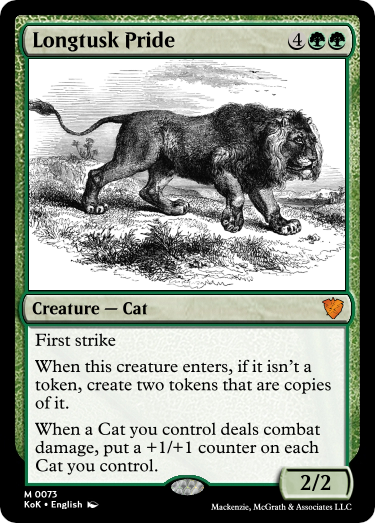 Longtusk Pride 4
Creature — Cat
First strike
When this creature enters, if it isn't a
token, create two tokens that are copies
of it.
When a Cat you control deals combat
damage, put a +1/+1 counter on each
Cat you control.
2/2
M 0073
KoK • English
Mackenzie, McGrath & Associates LLC